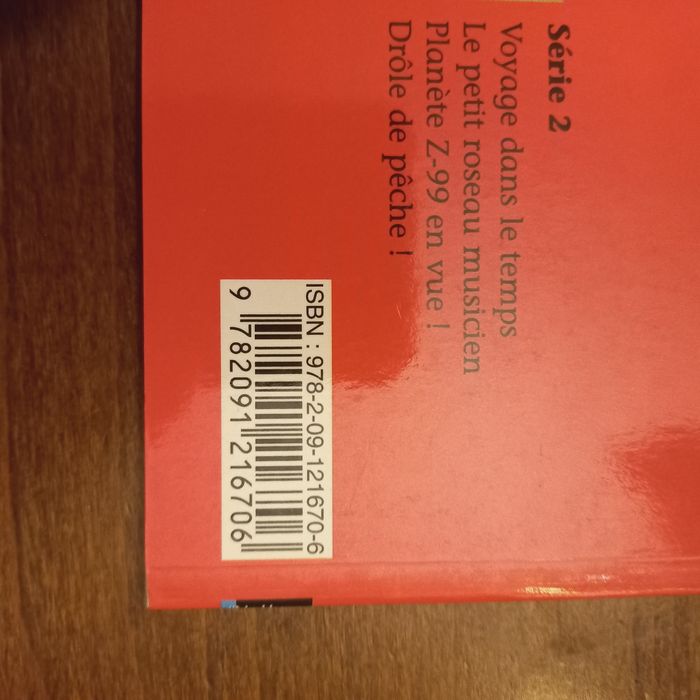 Série 2
Voyage dans le temps
Le petit roseau musicien
Planète Z-99 en vue !
Drôle de pêche !
ISBN : 978-2-09-121670-6
9 782091 216706